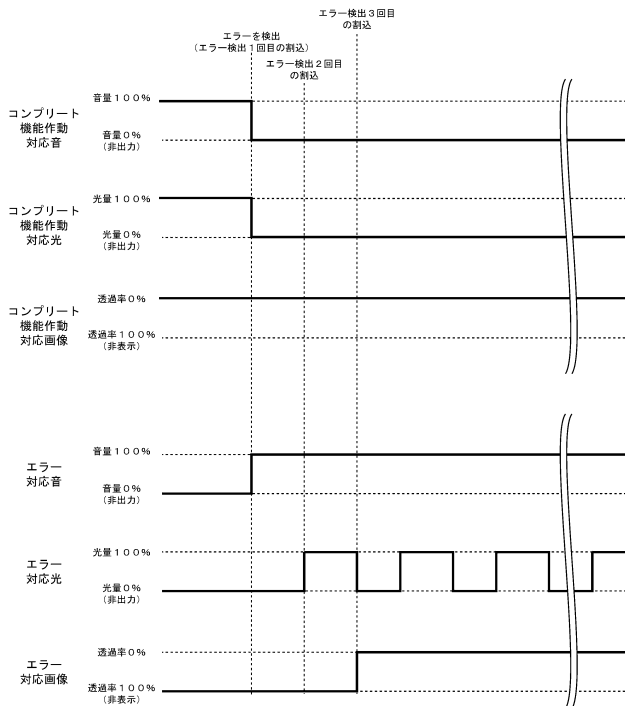 エラー検出３回目
の割込
エラーを検出
（エラー検出１回目の割込）
エラー検出２回目
の割込
コンプリート
機能作動
対応音
音量１００％
音量０％
（非出力）
コンプリート
機能作動
対応光
光量１００％
光量０％
（非出力）
コンプリート
機能作動
対応画像
透過率０％
透過率１００％
（非表示）
エラー
対応音
音量１００％
音量０％
（非出力）
エラー
対応光
光量１００％
光量０％
（非出力）
エラー
対応画像
透過率０％
透過率１００％
（非表示）